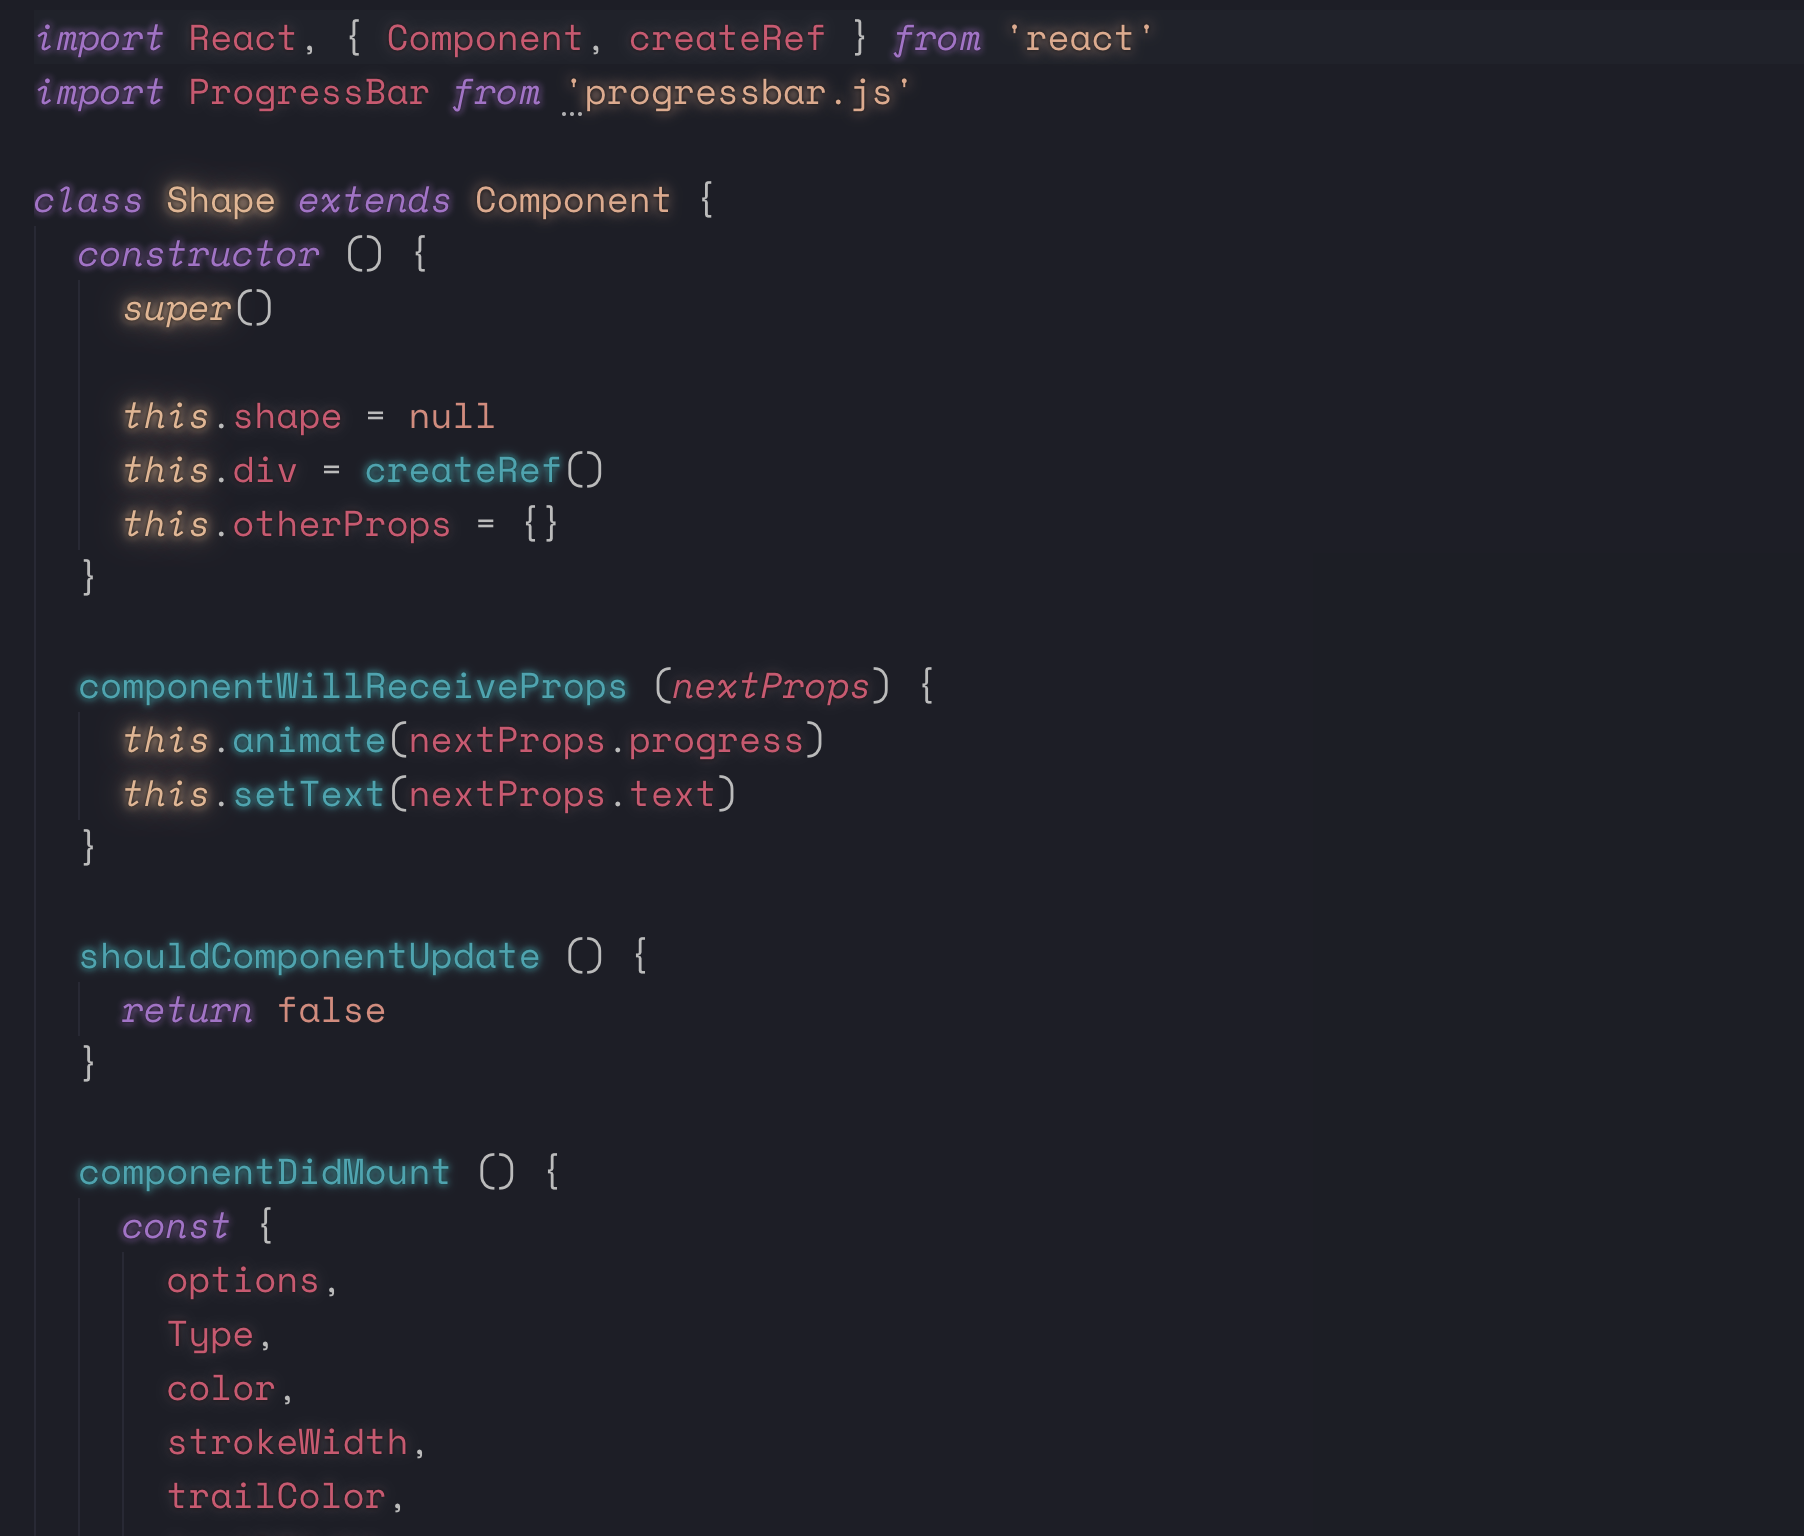 import React, { Component, createRef } from 'react'
import ProgressBar from 'progressbar.js'
class Shape extends Component {
constructor () {
super()
this.shape = null
this.div = createRef()
this.otherProps = {}
}
componentWillReceiveProps (nextProps) {
this.animate(nextProps.progress)
this.setText(nextProps.text)
}
shouldComponentUpdate () {
return false
}
componentDidMount () {
const {
options,
Type,
color,
strokeWidth,
trailColor,